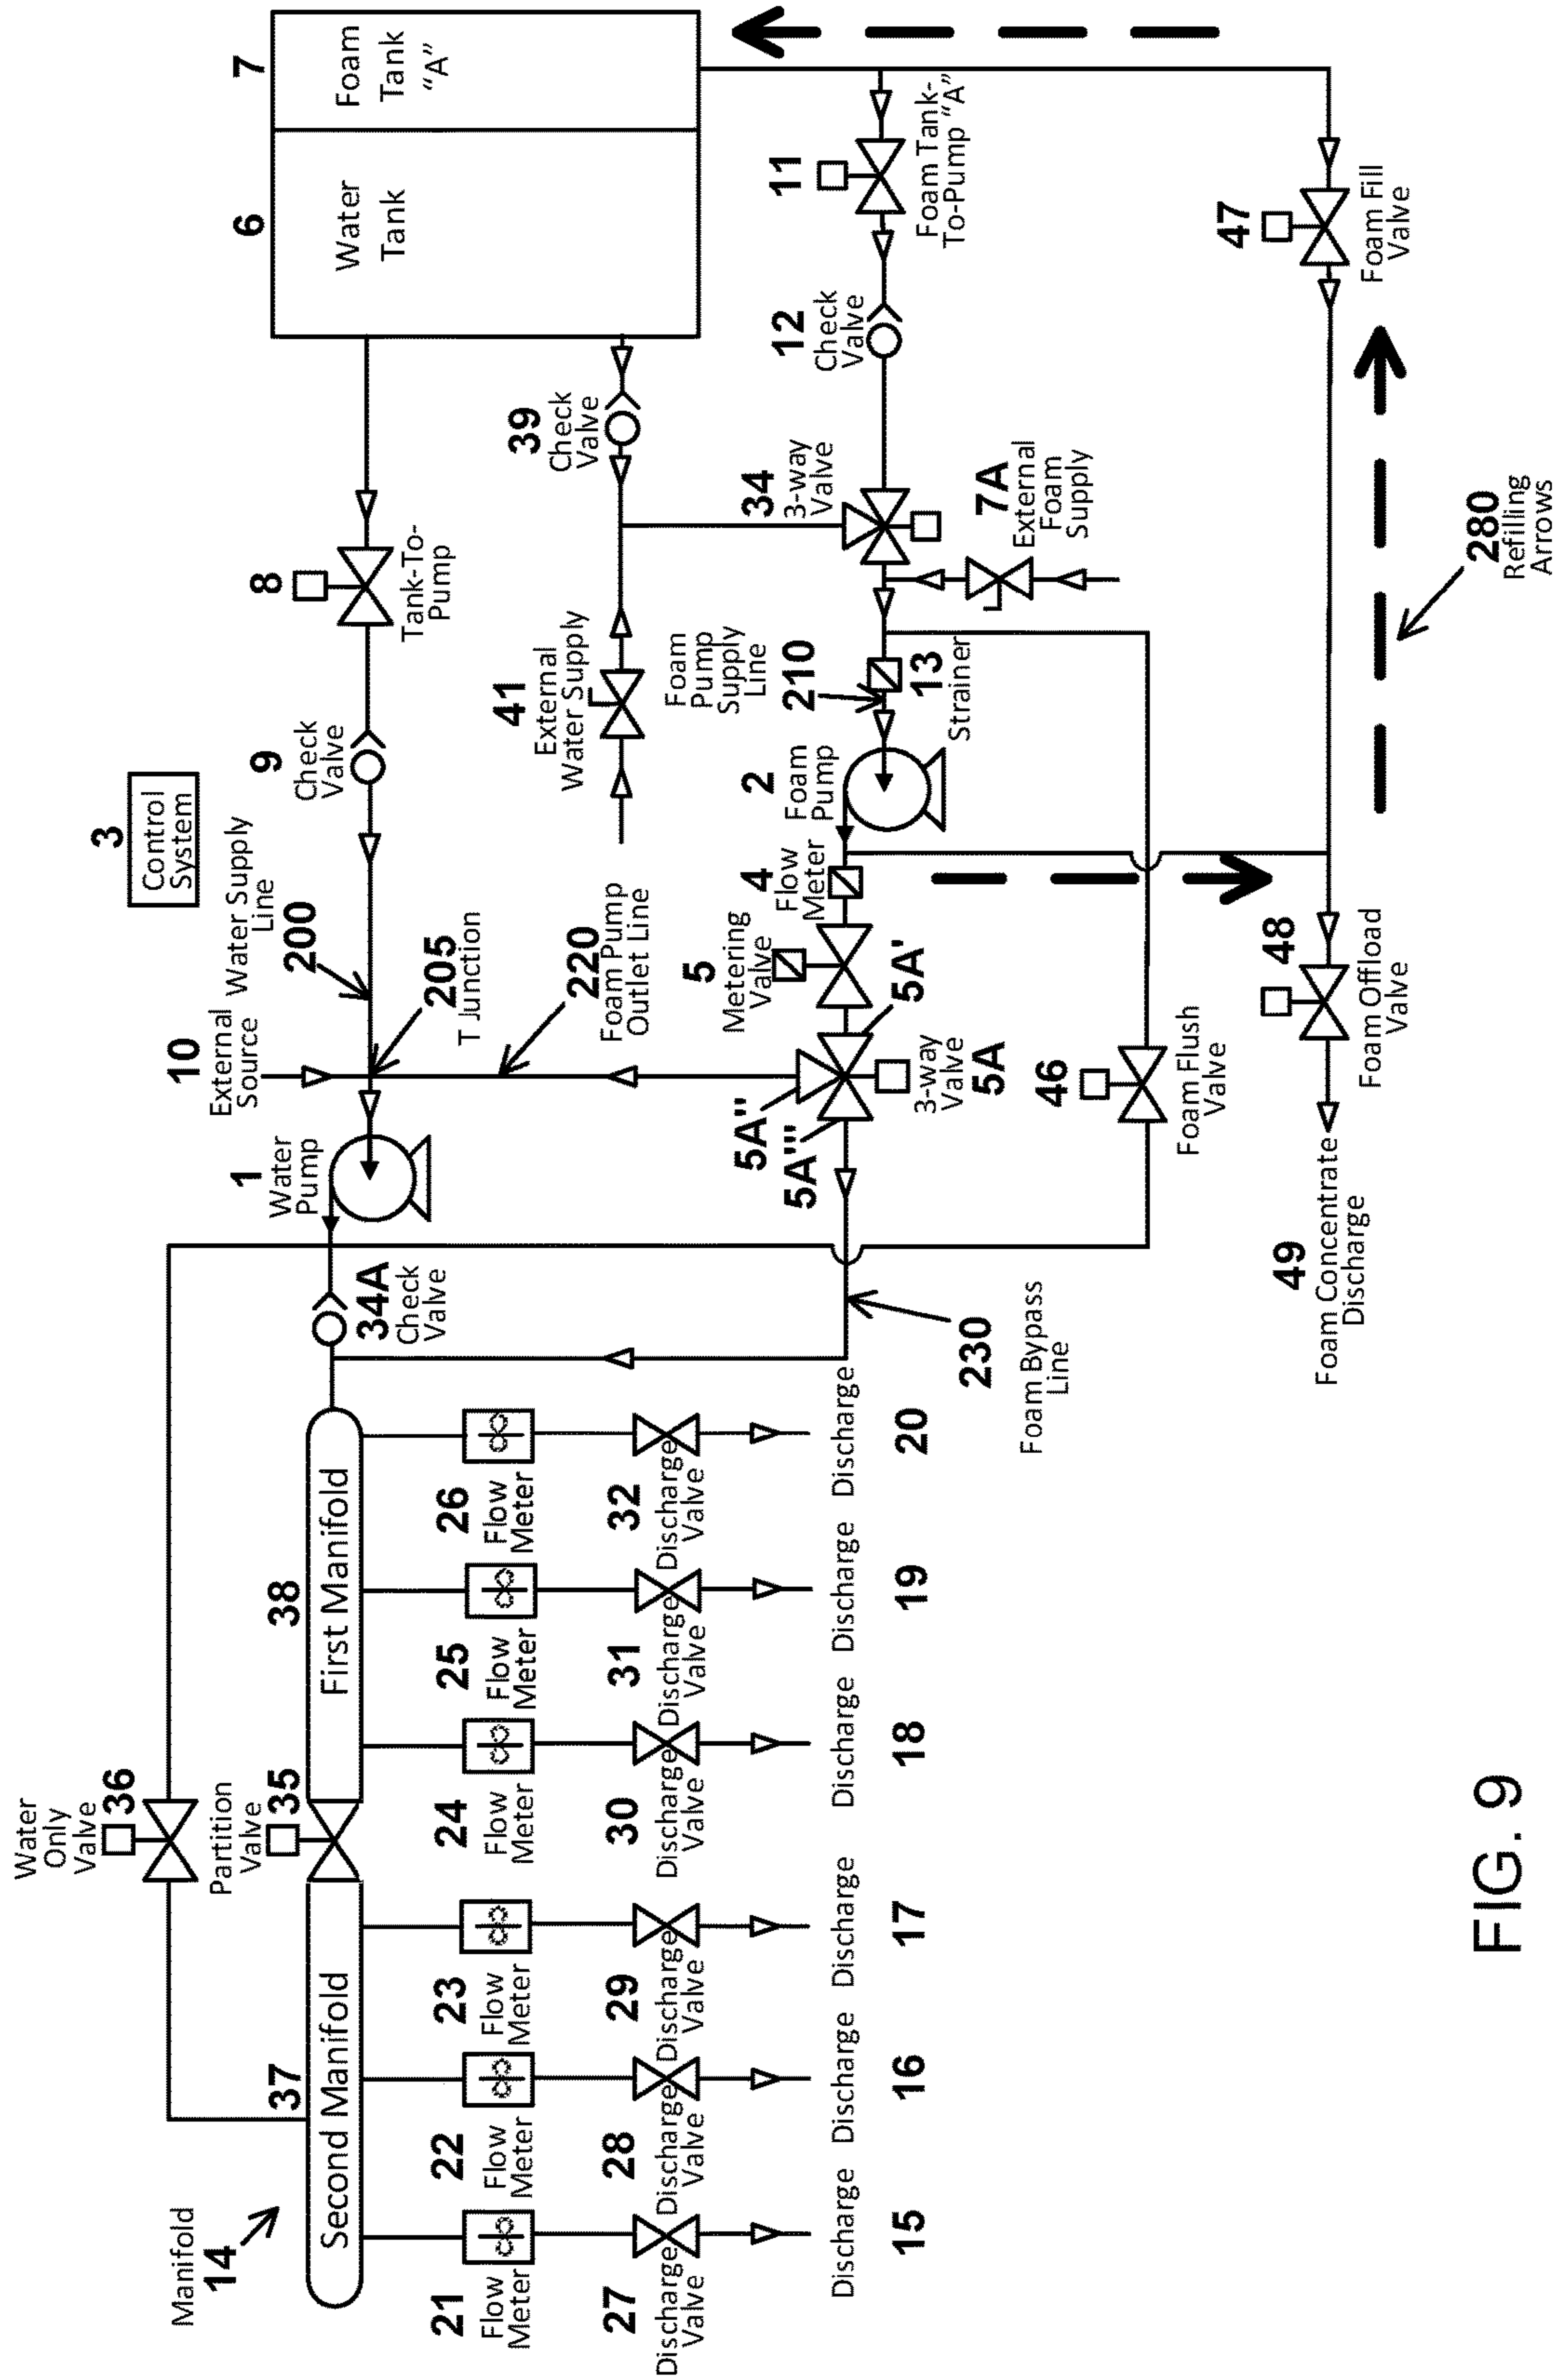 7
Foam
Tank
“A”
6
Water
Tank
8
Tank-To-
Pump
9
Check
Valve
3
Control
System
Water Supply
Line
200
205
T Junction
10
External
Source
1
Water
Pump
39
Check
Valve
41
External
Water Supply
34
3-way
Valve
12
Check
Valve
11
Foam Tank-
To-Pump “A”
7A
External
Foam
Supply
Foam
Pump
Supply
Line
210
13
Strainer
2
Foam
Pump
4
Flow
Meter
5
Metering
Valve
5A'
5A''
5A'''
3-way
Valve
5A
220
Foam Pump
Outlet Line
47
Foam Fill
Valve
280
Refilling
Arrows
48
Foam Offload
Valve
49
Foam Concentrate
Discharge
46
Foam Flush
Valve
34A
Check
Valve
230
Foam Bypass
Line
Water
Only
Valve
36
Partition
Valve
35
38
First Manifold
37
Second Manifold
Manifold
14
21
Flow
Meter
22
Flow
Meter
23
Flow
Meter
24
Flow
Meter
25
Flow
Meter
26
Flow
Meter
27
Discharge
Valve
28
Discharge
Valve
29
Discharge
Valve
30
Discharge
Valve
31
Discharge
Valve
32
Discharge
Valve
Discharge
15
Discharge
16
Discharge
17
Discharge
18
Discharge
19
Discharge
20
FIG. 9